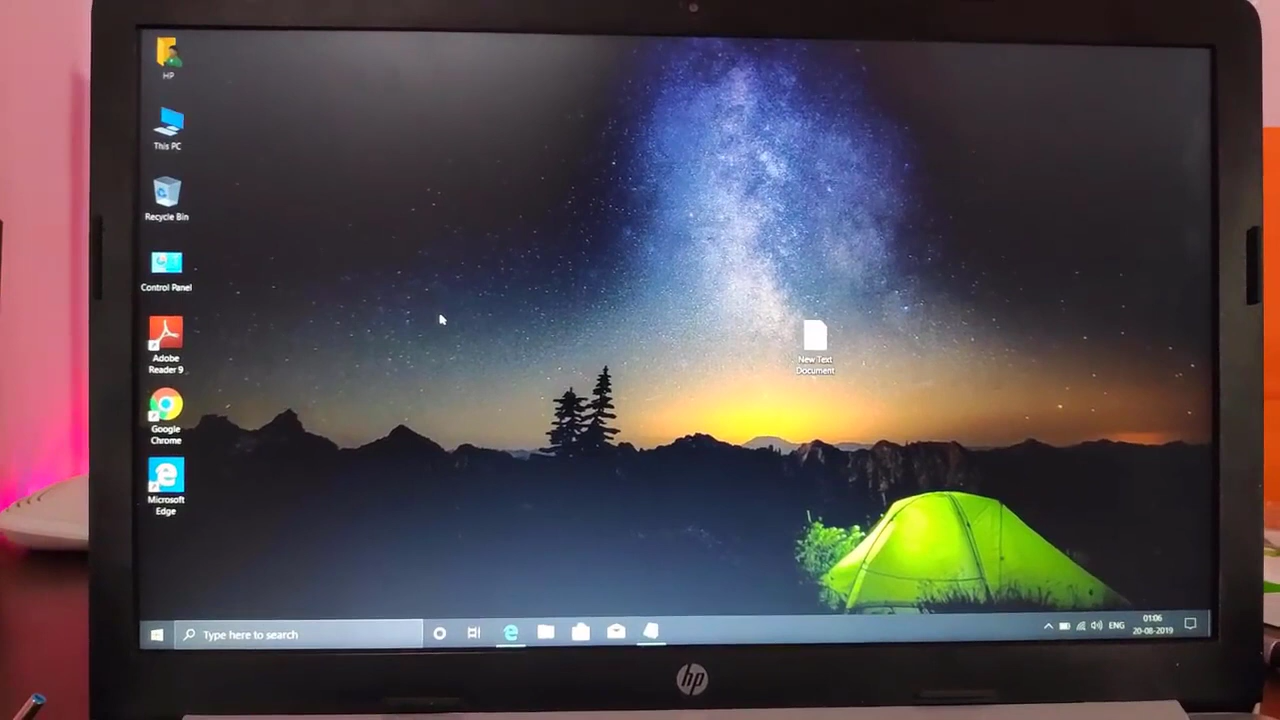 HP
This PC
Recycle Bin
Control Panel
Adobe
Reader 9
Google
Chrome
Microsoft
Edge
New Text
Document
Type here to search
ENG
01:06
20-08-2019
hp